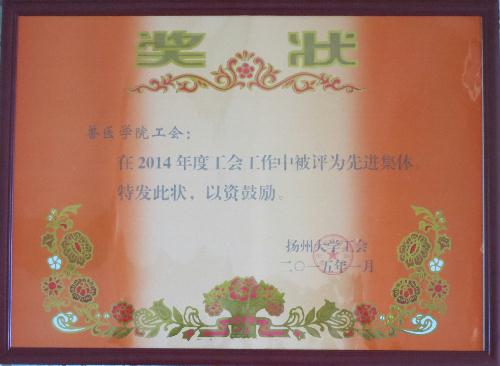 奖状
兽医学院工会：
在2014年度工会工作中被评为先进集体。
特发此状，以资鼓励。
扬州大学工会
二〇一五年一月